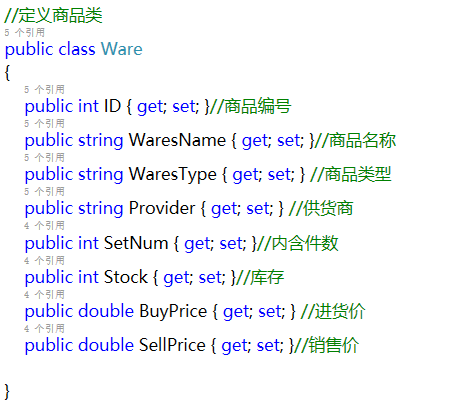 //定义商品类
5 个引用
public class Ware
{
5 个引用
public int ID { get; set; }//商品编号
5 个引用
public string WaresName { get; set; }//商品名称
5 个引用
public string WaresType { get; set; } //商品类型
5 个引用
public string Provider { get; set; } //供货商
4 个引用
public int SetNum { get; set; }//内含件数
4 个引用
public int Stock { get; set; }//库存
4 个引用
public double BuyPrice { get; set; } //进货价
4 个引用
public double SellPrice { get; set; }//销售价
}